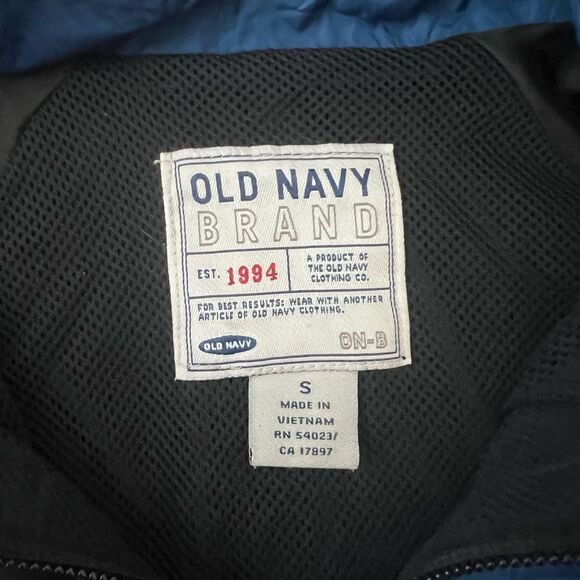 OLD NAVY
BRAND
EST. 1994
A PRODUCT OF
THE OLD NAVY
CLOTHING CO.
FOR BEST RESULTS: WEAR WITH ANOTHER
ARTICLE OF OLD NAVY CLOTHING.
OLD NAVY
ON-B
S
MADE IN
VIETNAM
RN 54023/
CA 17897